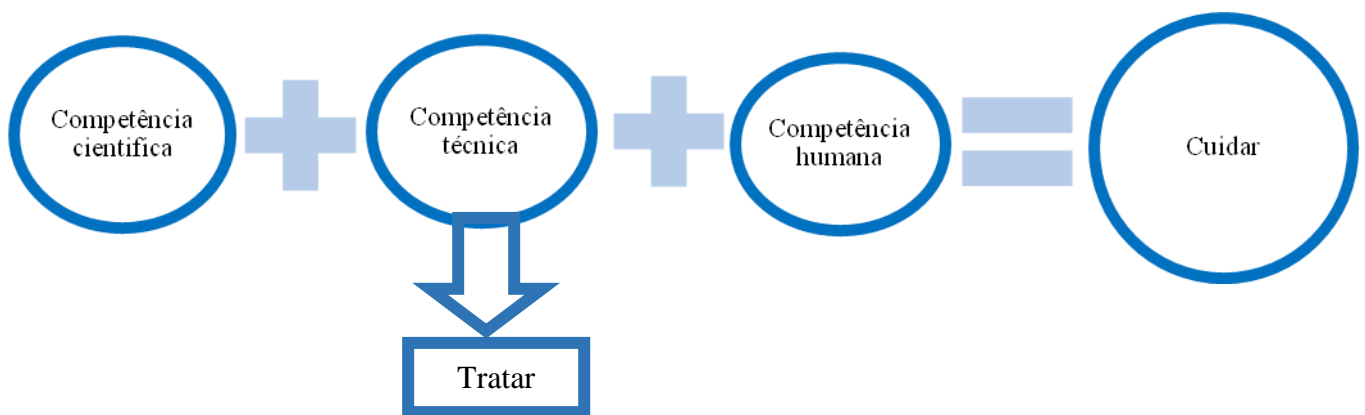 Competência
cientifica
Competência
técnica
Competência
humana
Cuidar
Tratar